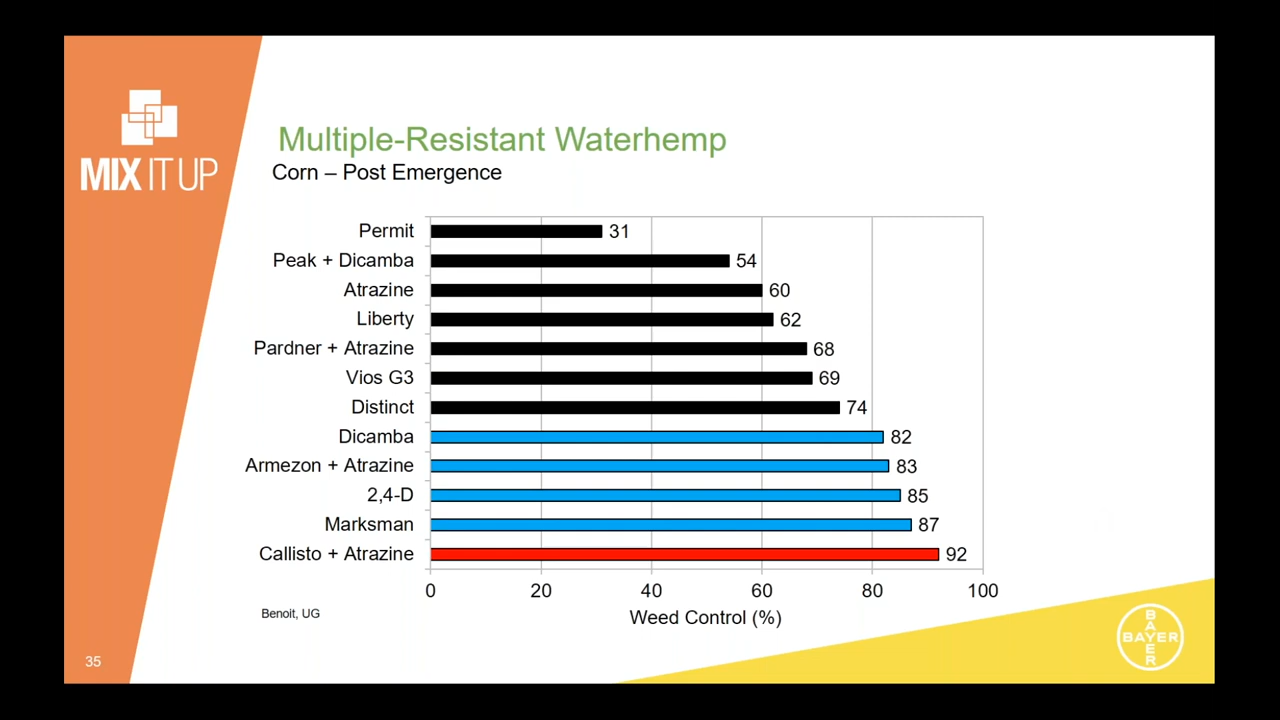 MIX IT UP
Multiple-Resistant Waterhemp
Corn – Post Emergence
Permit 31
Peak + Dicamba 54
Atrazine 60
Liberty 62
Pardner + Atrazine 68
Vios G3 69
Distinct 74
Dicamba 82
Armezon + Atrazine 83
2,4-D 85
Marksman 87
Callisto + Atrazine 92
0 20 40 60 80 100
Weed Control (%)
Benoit, UG
35
BAYER
BAYER